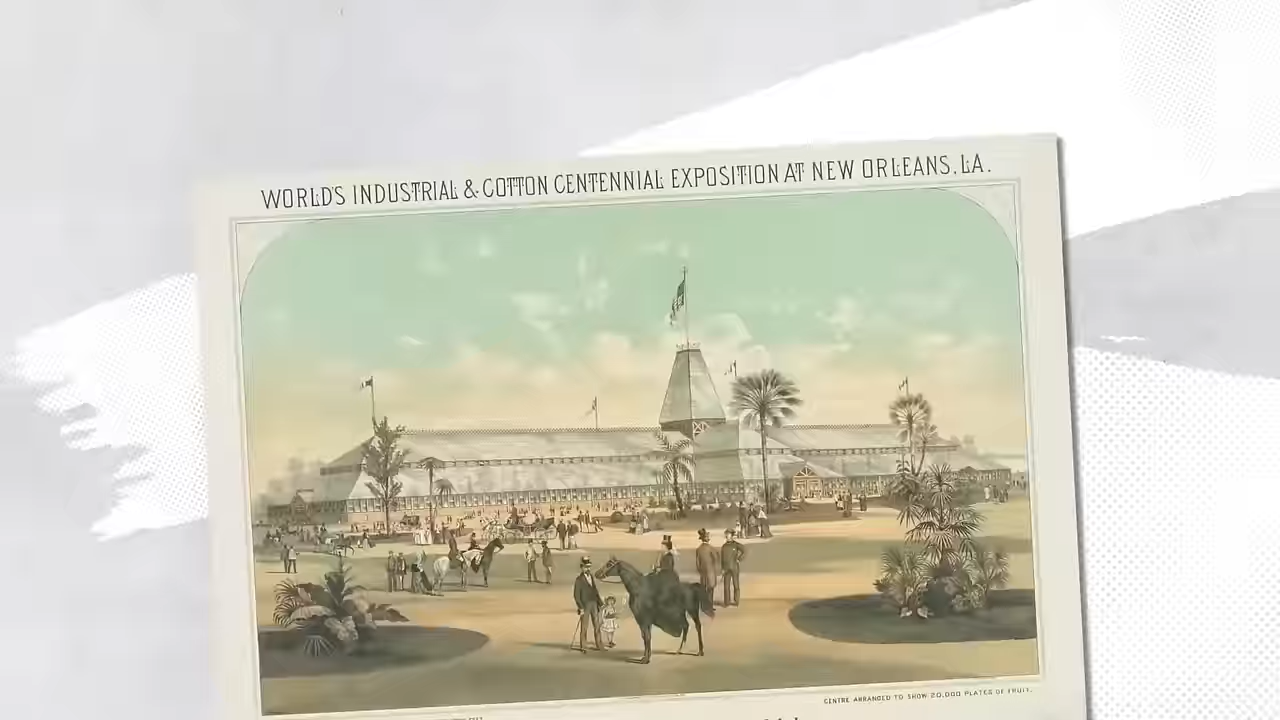 WORLD'S INDUSTRIAL & COTTON CENTENNIAL EXPOSITION AT NEW ORLEANS, LA.
CENTRE ARRANGED TO SHOW 20,000 PLATES OF FRUIT.